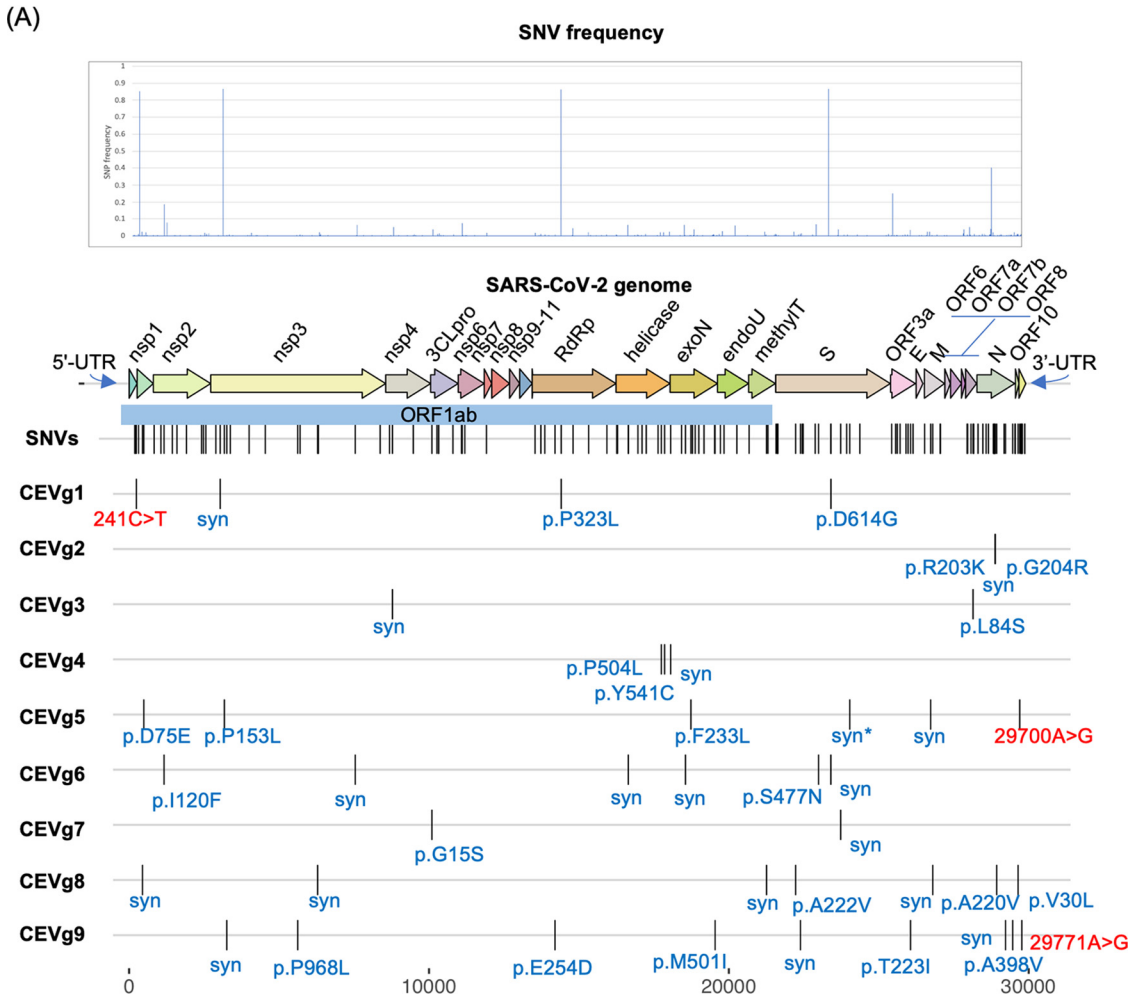 (A)
SNV frequency
1
0.9
0.8
0.7
0.6
0.5
0.4
0.3
0.2
0.1
0
SNP frequency
SARS-CoV-2 genome
5'-UTR
nsp1
nsp2
nsp3
nsp4
3CLpro
nsp6
nsp7
nsp8
nsp9-11
RdRp
helicase
exoN
endoU
methylT
S
ORF3a
E
M
ORF6
ORF7a
ORF7b
ORF8
N
ORF10
3'-UTR
ORF1ab
SNVs
CEVg1
241C>T syn p.P323L p.D614G
CEVg2
p.R203K syn p.G204R
CEVg3
syn p.L84S
CEVg4
p.P504L p.Y541C syn
CEVg5
p.D75E p.P153L p.F233L syn* syn 29700A>G
CEVg6
p.I120F syn syn syn p.S477N syn
CEVg7
p.G15S syn
CEVg8
syn syn syn p.A222V syn p.A220V p.V30L
CEVg9
syn p.P968L p.E254D p.M501I syn p.T223I syn p.A398V 29771A>G
0 10000 20000 30000